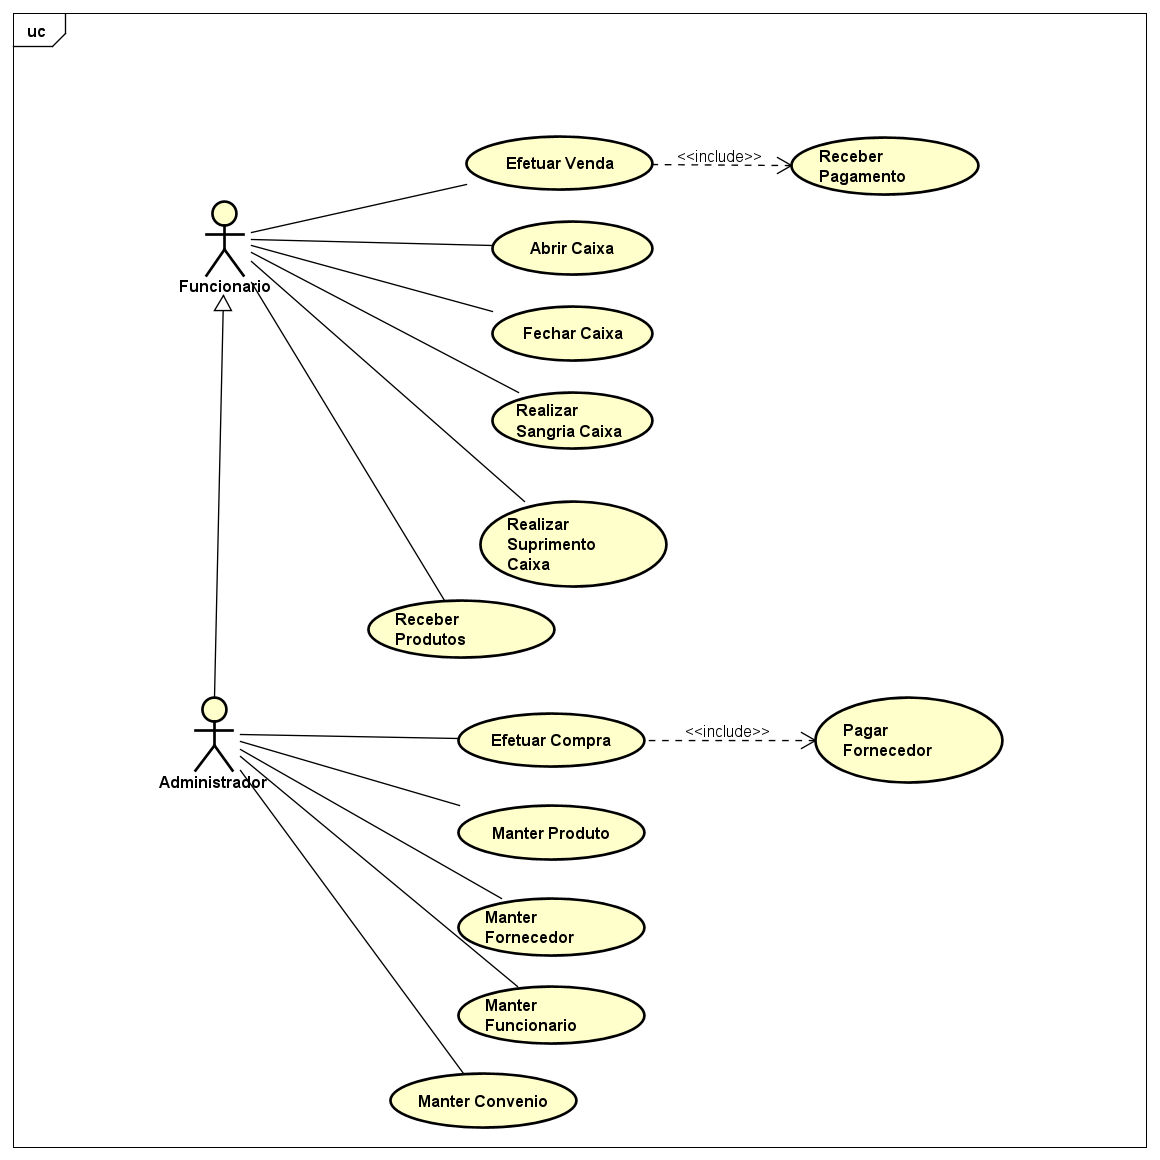 uc
Efetuar Venda
<<include>>
Receber
Pagamento
Abrir Caixa
Funcionario
Fechar Caixa
Realizar
Sangria Caixa
Realizar
Suprimento
Caixa
Receber
Produtos
Administrador
Efetuar Compra
<<include>>
Pagar
Fornecedor
Manter Produto
Manter
Fornecedor
Manter
Funcionario
Manter Convenio